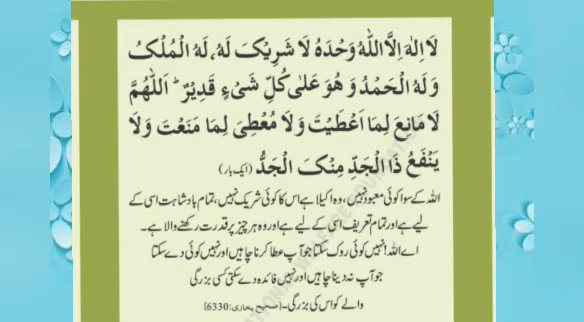 لَا اِلٰهَ اِلَّا اللّٰهُ وَحْدَهٗ لَا شَرِيْكَ لَهٗ، لَهُ الْمُلْكُ
وَلَهُ الْحَمْدُ وَ هُوَ عَلٰى كُلِّ شَيْءٍ قَدِيْرٌ ؕ اَللّٰهُمَّ
لَا مَانِعَ لِمَا اَعْطَيْتَ وَلَا مُعْطِيَ لِمَا مَنَعْتَ وَلَا
يَنْفَعُ ذَا الْجَدِّ مِنْكَ الْجَدُّ (ایک بار)
اللہ کے سوا کوئی معبود نہیں، وہ اکیلا ہے اس کا کوئی شریک نہیں، تمام بادشاہت اسی کے
لیے ہے اور تمام تعریف اسی کے لیے ہے اور وہ ہر چیز پر قدرت رکھنے والا ہے۔
اے اللہ! نہیں کوئی روک سکتا جو آپ عطا کرنا چاہیں اور نہیں کوئی دے سکتا
جو آپ نہ دینا چاہیں اور نہیں فائدہ دے سکتی کسی بزرگی
والے کو اس کی بزرگی۔ (صحیح بخاری: 6330)